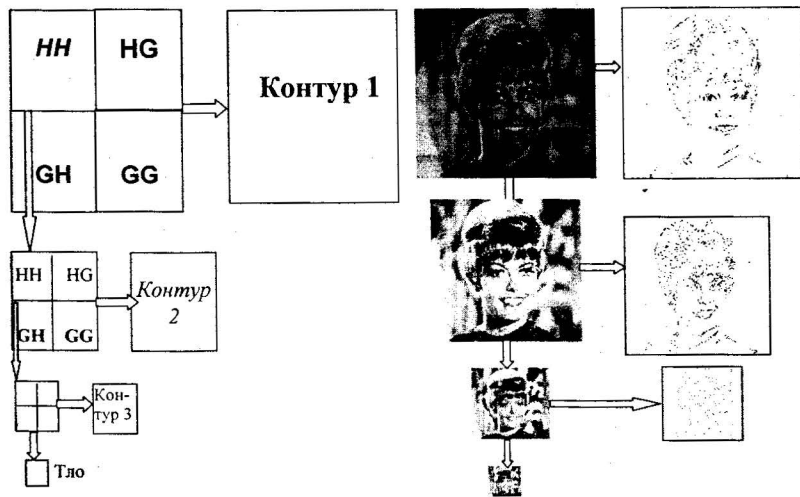 HH HG
Контур 1
GH GG
HH HG
Контур
2
GH GG
Кон-
тур 3
Тло